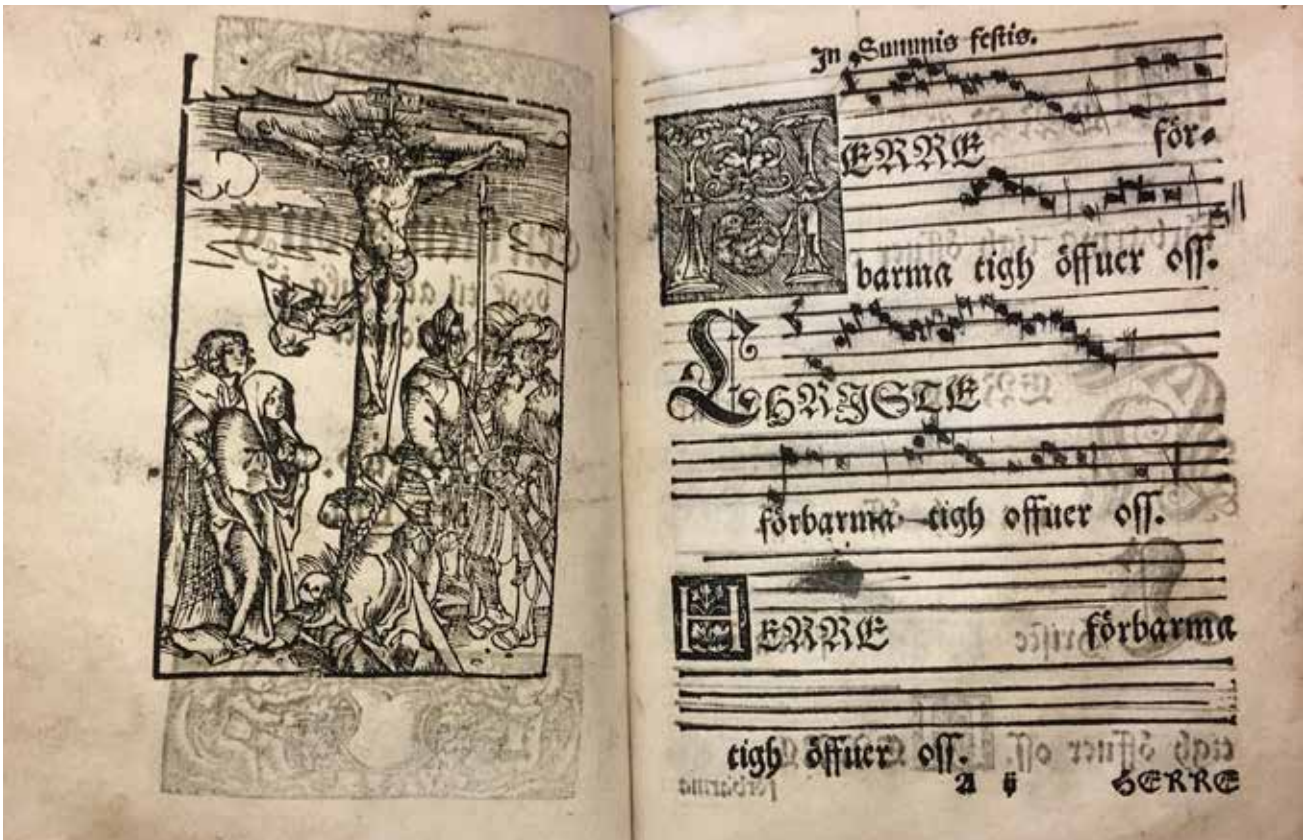 In Summis festis.
HERRE för-
barma tigh öffuer oss.
CHRISTE
förbarma tigh offuer oss.
HERRE förbarma
tigh öffuer oss.
A ij HERRE